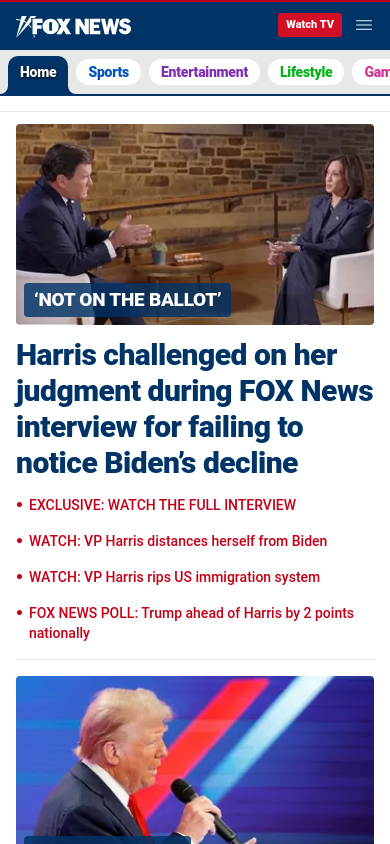 FOX NEWS
Watch TV
Home
Sports
Entertainment
Lifestyle
Gam
‘NOT ON THE BALLOT’
Harris challenged on her
judgment during FOX News
interview for failing to
notice Biden’s decline
EXCLUSIVE: WATCH THE FULL INTERVIEW
WATCH: VP Harris distances herself from Biden
WATCH: VP Harris rips US immigration system
FOX NEWS POLL: Trump ahead of Harris by 2 points
nationally